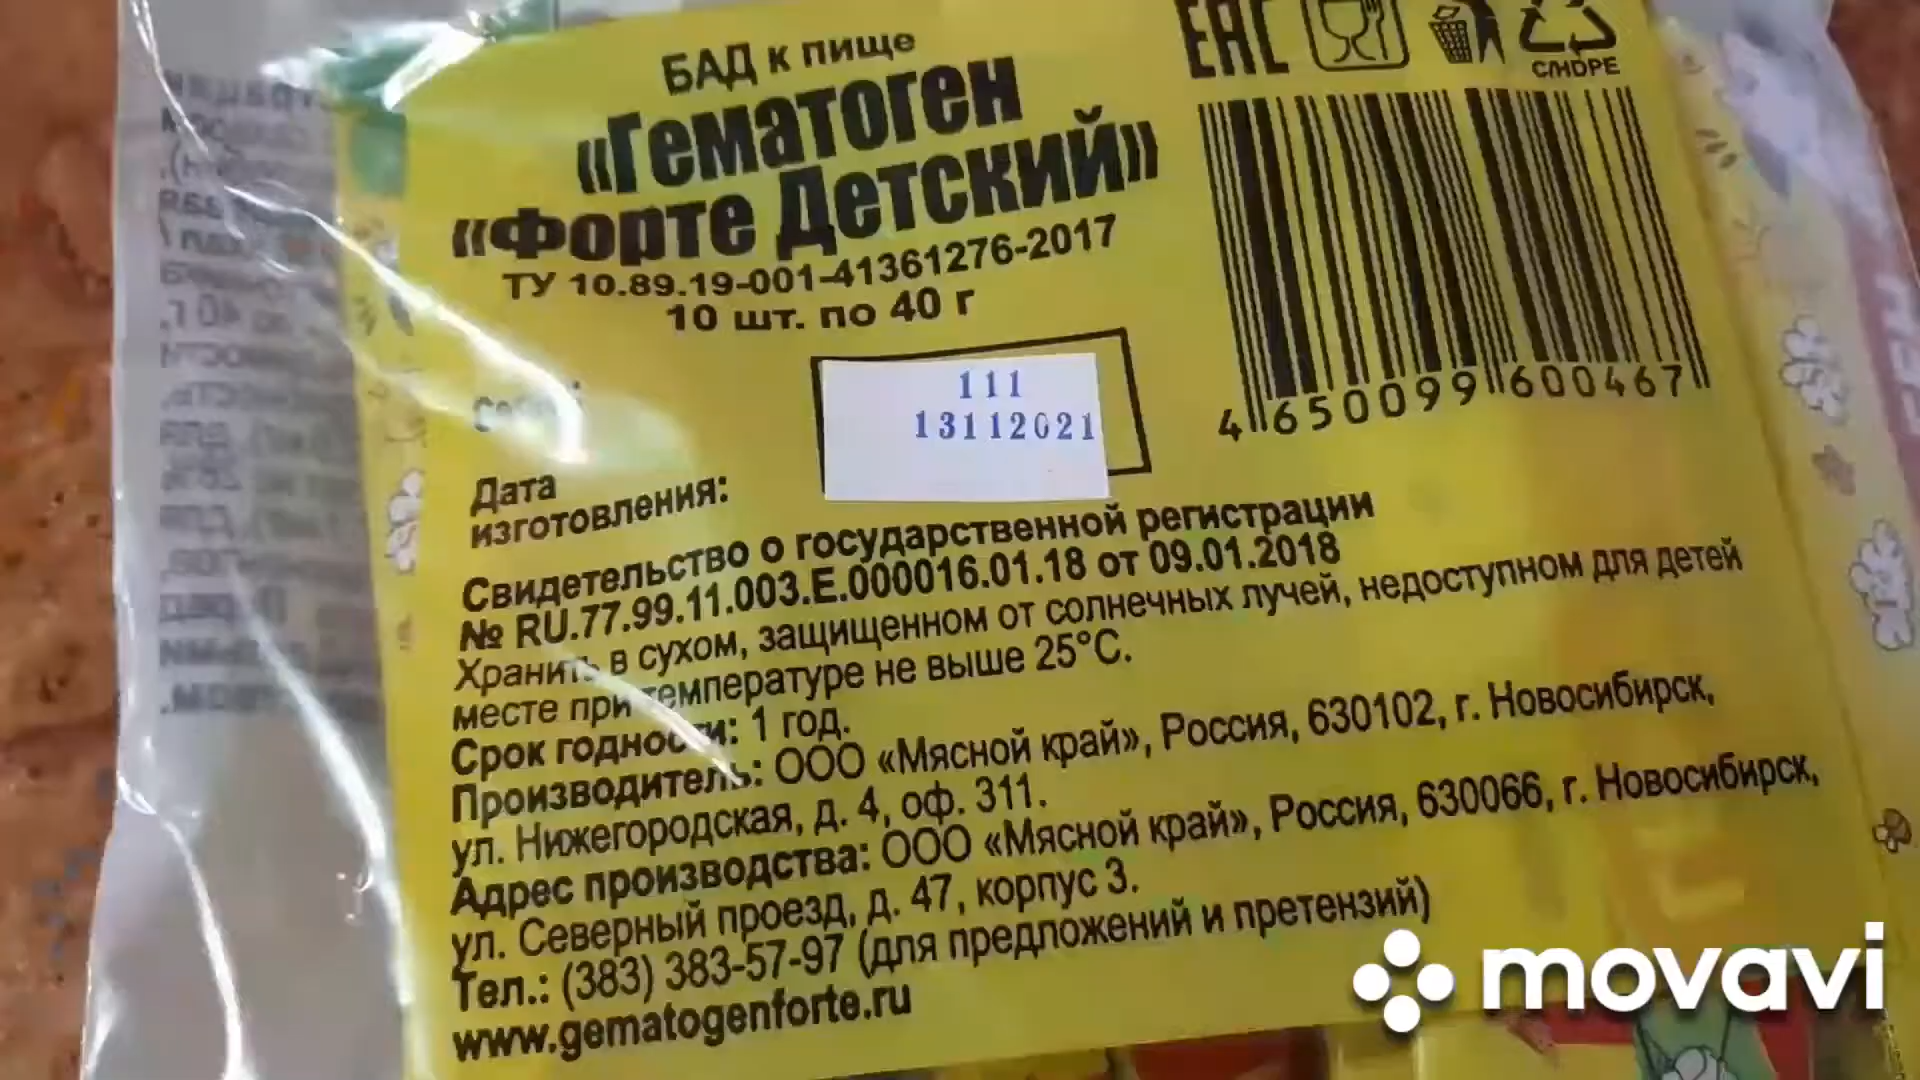 БАД к пище
«Гематоген
«Форте Детский»
ТУ 10.89.19-001-41361276-2017
10 шт. по 40 г
EAC
C/HDPE
4 650099 600467
111
13112021
Дата
изготовления:
Свидетельство о государственной регистрации
№ RU.77.99.11.003.E.000016.01.18 от 09.01.2018
Хранить в сухом, защищенном от солнечных лучей, недоступном для детей
месте при температуре не выше 25°С.
Срок годности: 1 год.
Производитель: ООО «Мясной край», Россия, 630102, г. Новосибирск,
ул. Нижегородская, д. 4, оф. 311.
Адрес производства: ООО «Мясной край», Россия, 630066, г. Новосибирск,
ул. Северный проезд, д. 47, корпус 3.
Тел.: (383) 383-57-97 (для предложений и претензий)
www.gematogenforte.ru
movavi